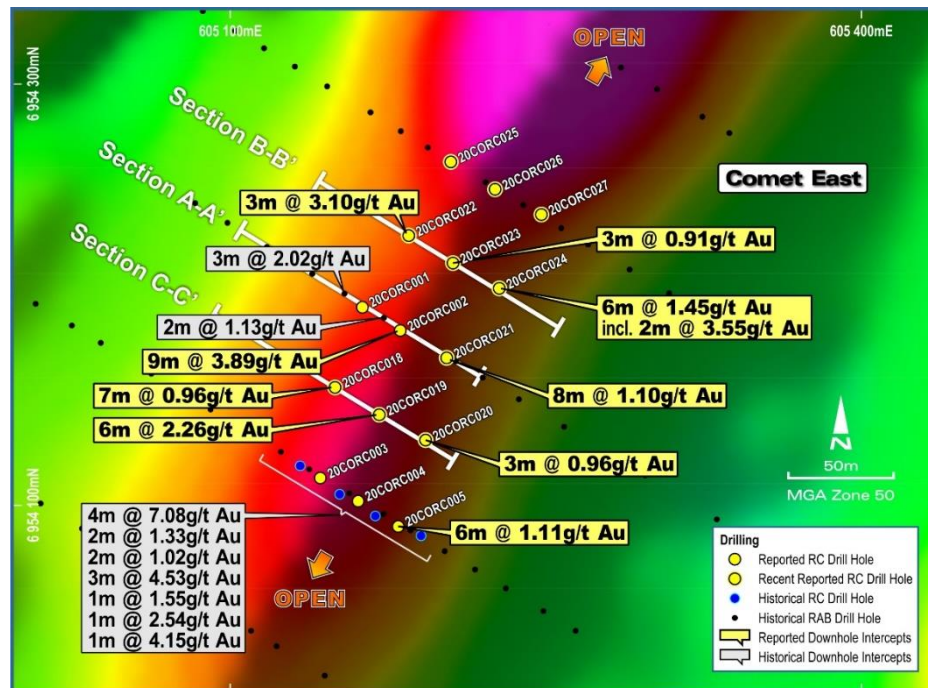 605 100mE
605 400mE
OPEN
6 954 300mN
Section B-B'
Section A-A'
Section C-C'
Comet East
20CORC025
20CORC026
20CORC027
3m @ 3.10g/t Au
20CORC022
20CORC023
3m @ 0.91g/t Au
3m @ 2.02g/t Au
20CORC024
20CORC001
6m @ 1.45g/t Au
incl. 2m @ 3.55g/t Au
2m @ 1.13g/t Au
20CORC002
9m @ 3.89g/t Au
20CORC021
20CORC018
7m @ 0.96g/t Au
8m @ 1.10g/t Au
20CORC019
6m @ 2.26g/t Au
20CORC020
3m @ 0.96g/t Au
N
50m
MGA Zone 50
20CORC003
20CORC004
20CORC005
6 954 100mN
4m @ 7.08g/t Au
2m @ 1.33g/t Au
2m @ 1.02g/t Au
3m @ 4.53g/t Au
1m @ 1.55g/t Au
1m @ 2.54g/t Au
1m @ 4.15g/t Au
6m @ 1.11g/t Au
OPEN
Drilling
Reported RC Drill Hole
Recent Reported RC Drill Hole
Historical RC Drill Hole
Historical RAB Drill Hole
Reported Downhole Intercepts
Historical Downhole Intercepts